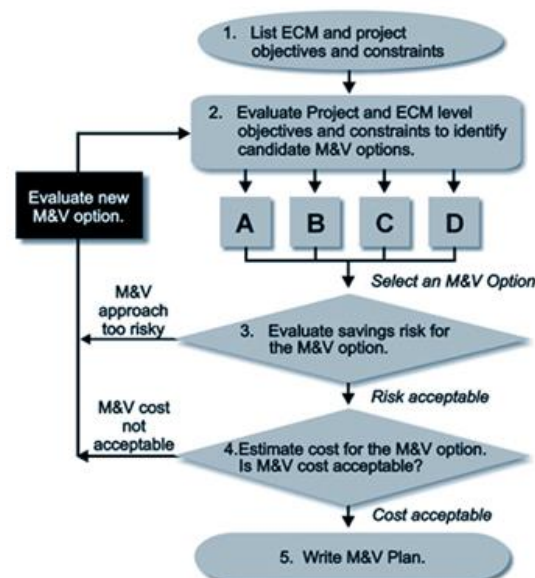 1. List ECM and project
objectives and constraints
2. Evaluate Project and ECM level
objectives and constraints to identify
candidate M&V options.
Evaluate new
M&V option.
A B C D
Select an M&V Option
M&V
approach
too risky
3. Evaluate savings risk for
the M&V option.
Risk acceptable
M&V cost
not
acceptable
4.Estimate cost for the M&V option.
Is M&V cost acceptable?
Cost acceptable
5. Write M&V Plan.